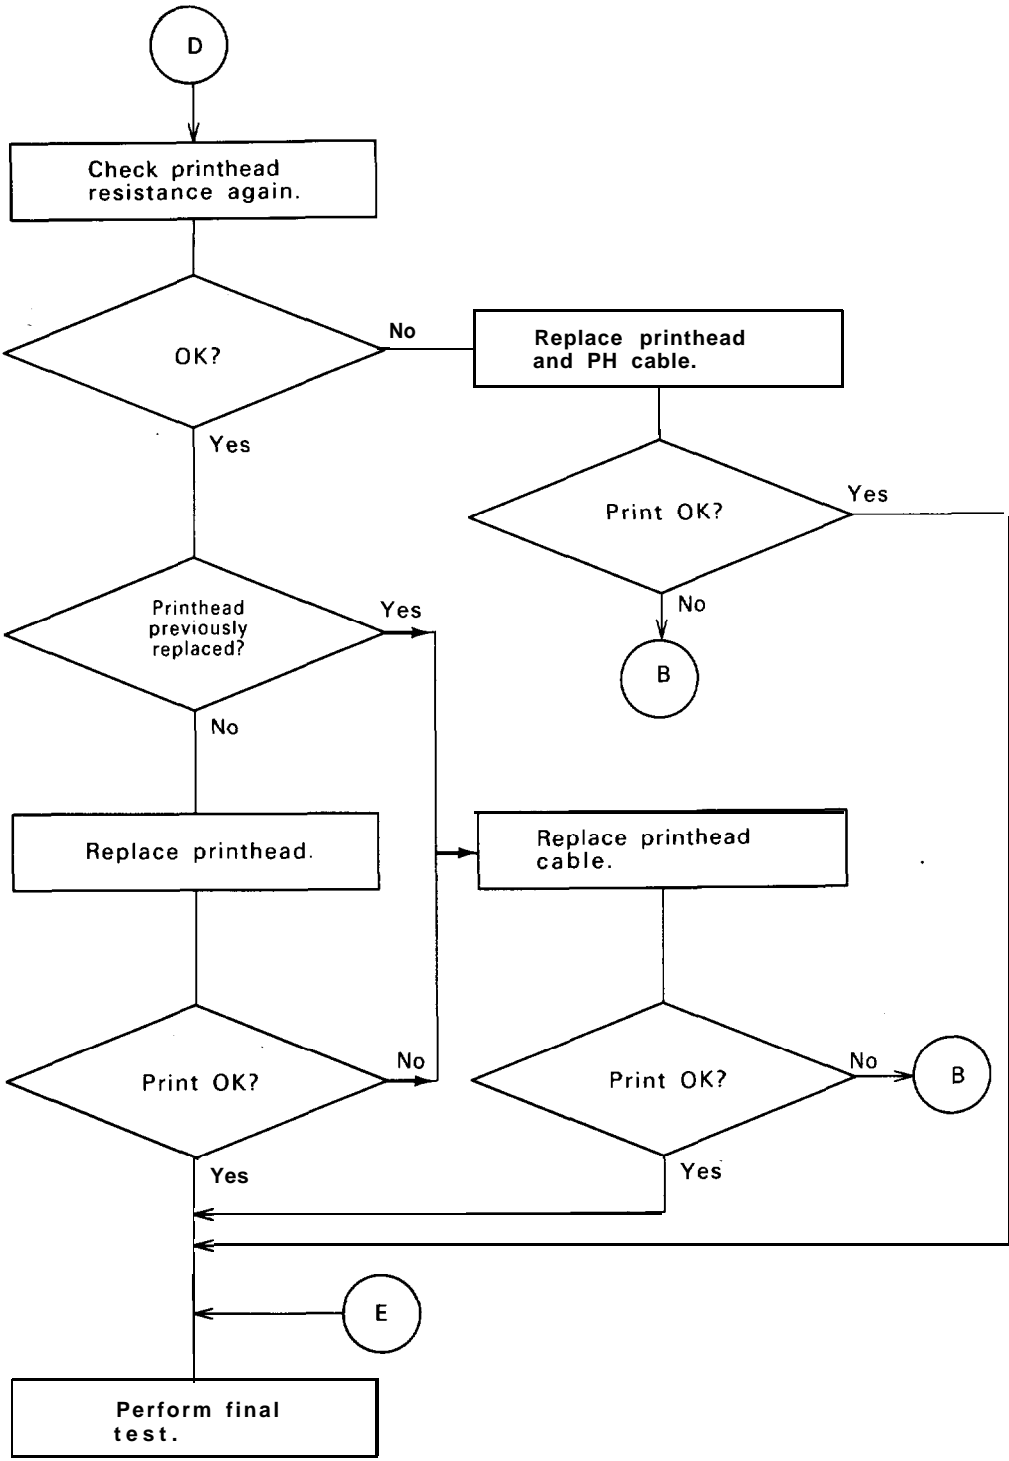 D
Check printhead
resistance again.
OK?
No
Replace printhead
and PH cable.
Yes
Print OK?
Yes
No
B
Printhead
previously
replaced?
Yes
No
Replace printhead.
Replace printhead
cable.
Print OK?
No
Print OK?
No
B
Yes
Yes
E
Perform final
test.